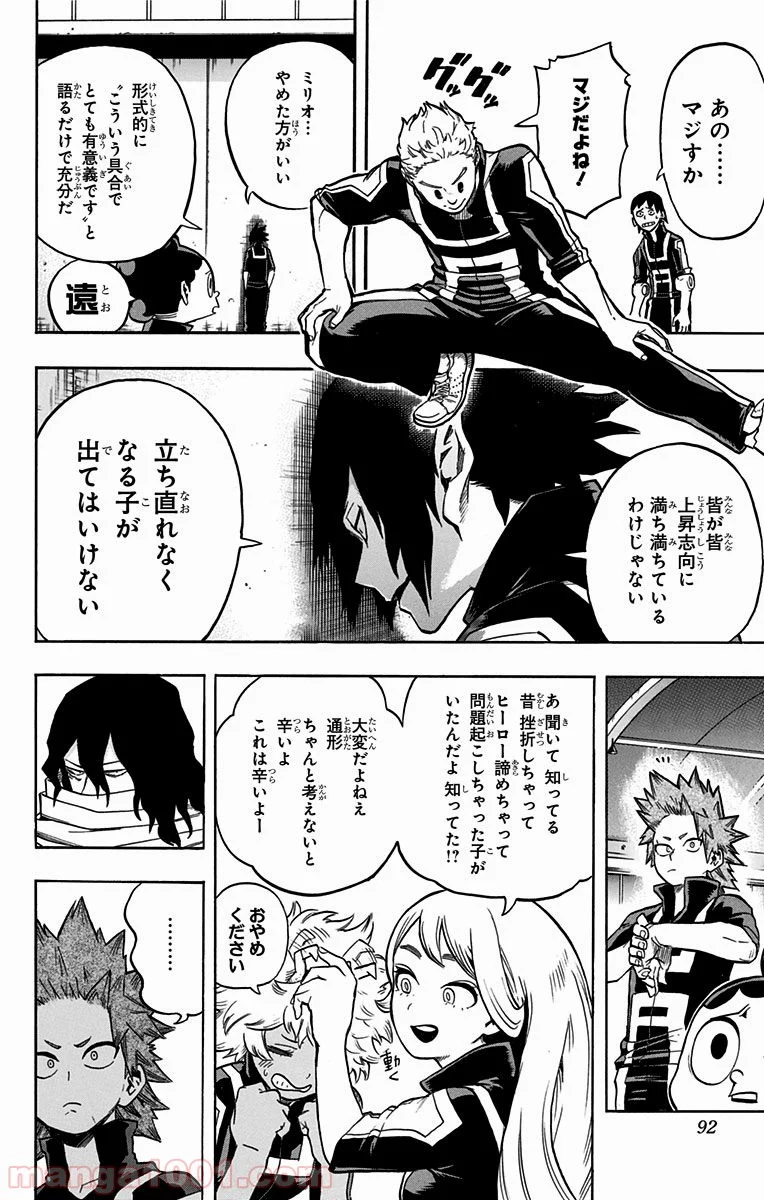 あの……
マジすか
マジだよね！
グッグッ
ミリオ…
やめた方がいい
形式的に
"こういう具合で
とても有意義です"と
語るだけで充分だ
遠
皆が皆
上昇志向に
満ち満ちている
わけじゃない
立ち直れなく
なる子が
出てはいけない
あ 聞いて 知ってる
昔 挫折しちゃって
ヒーロー諦めちゃって
問題起こしちゃった子が
いたんだよ 知ってた!?
大変だよねぇ
通形
ちゃんと考えないと
辛いよ
これは辛いよー
おやめ
ください
動く
………
92
manga1001.com